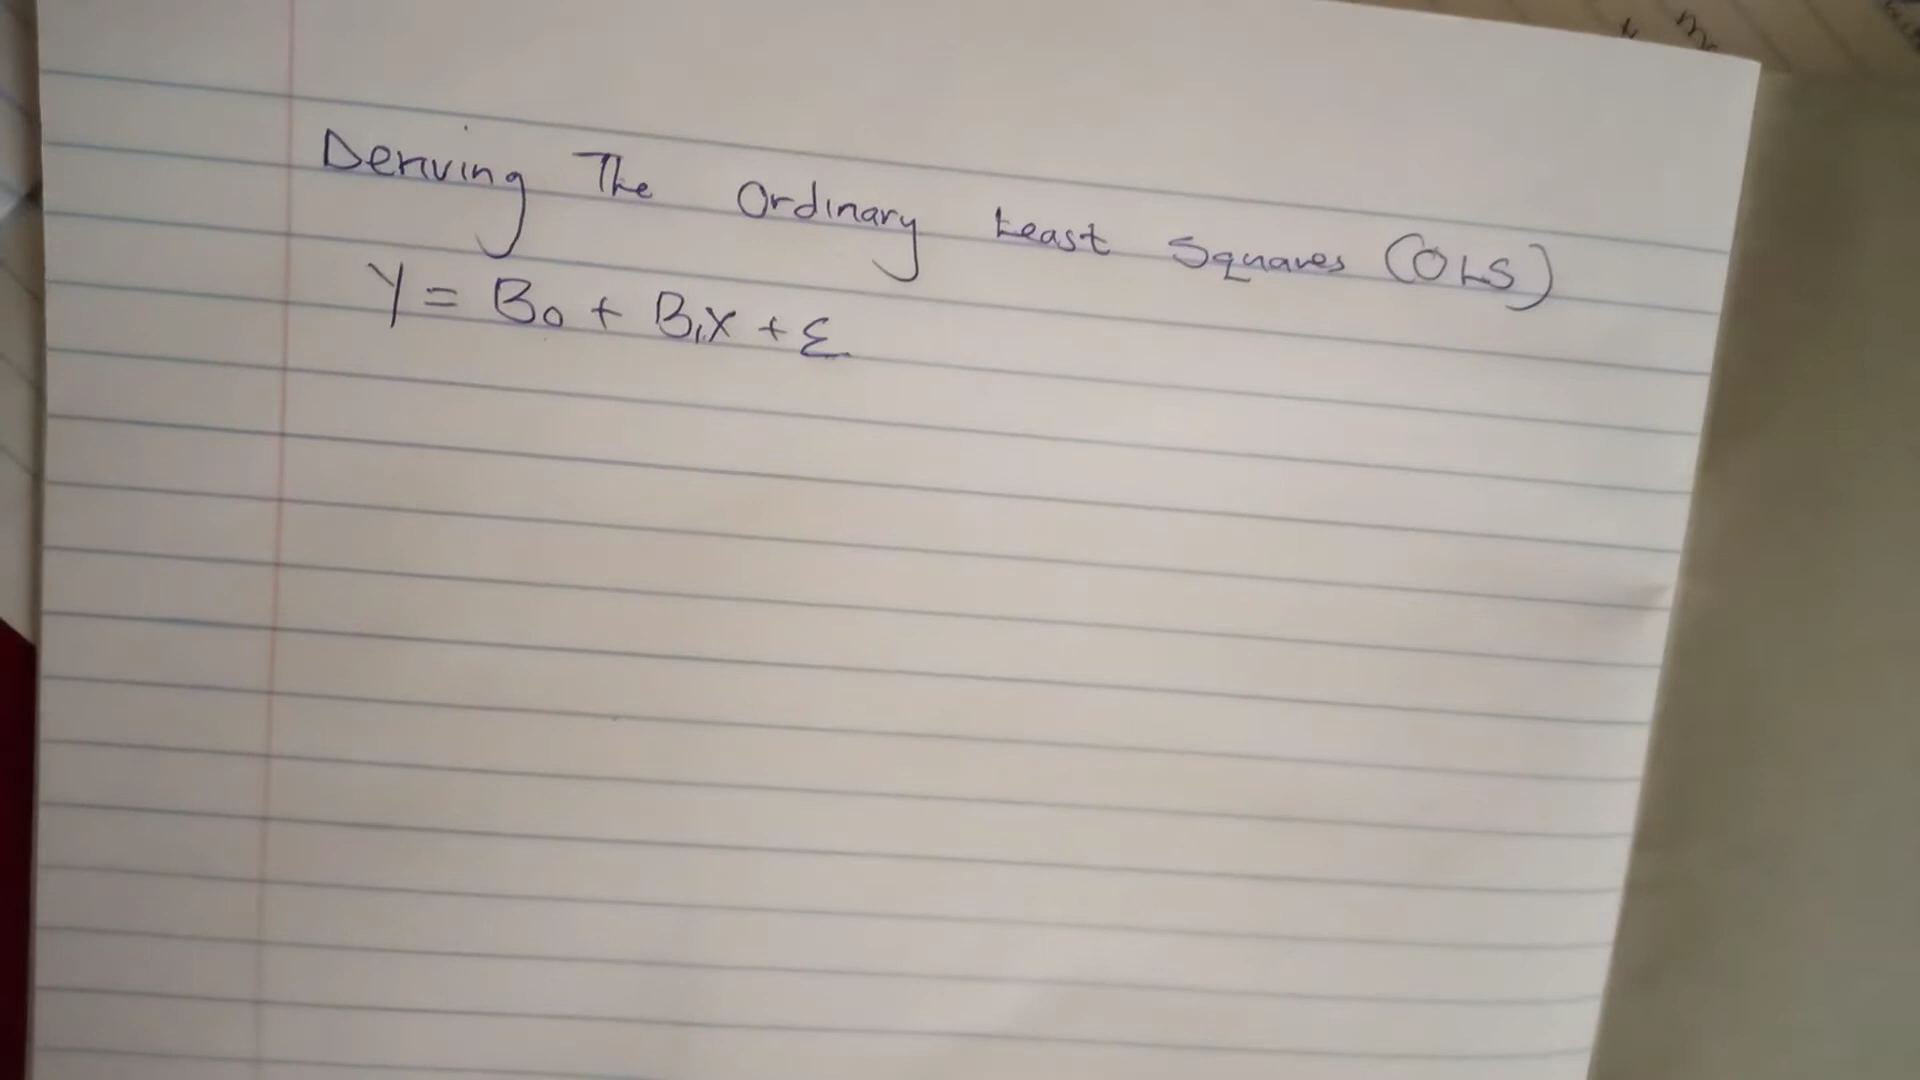 Deriving The Ordinary Least Squares (OLS)
Y = B₀ + B₁X + Ɛ